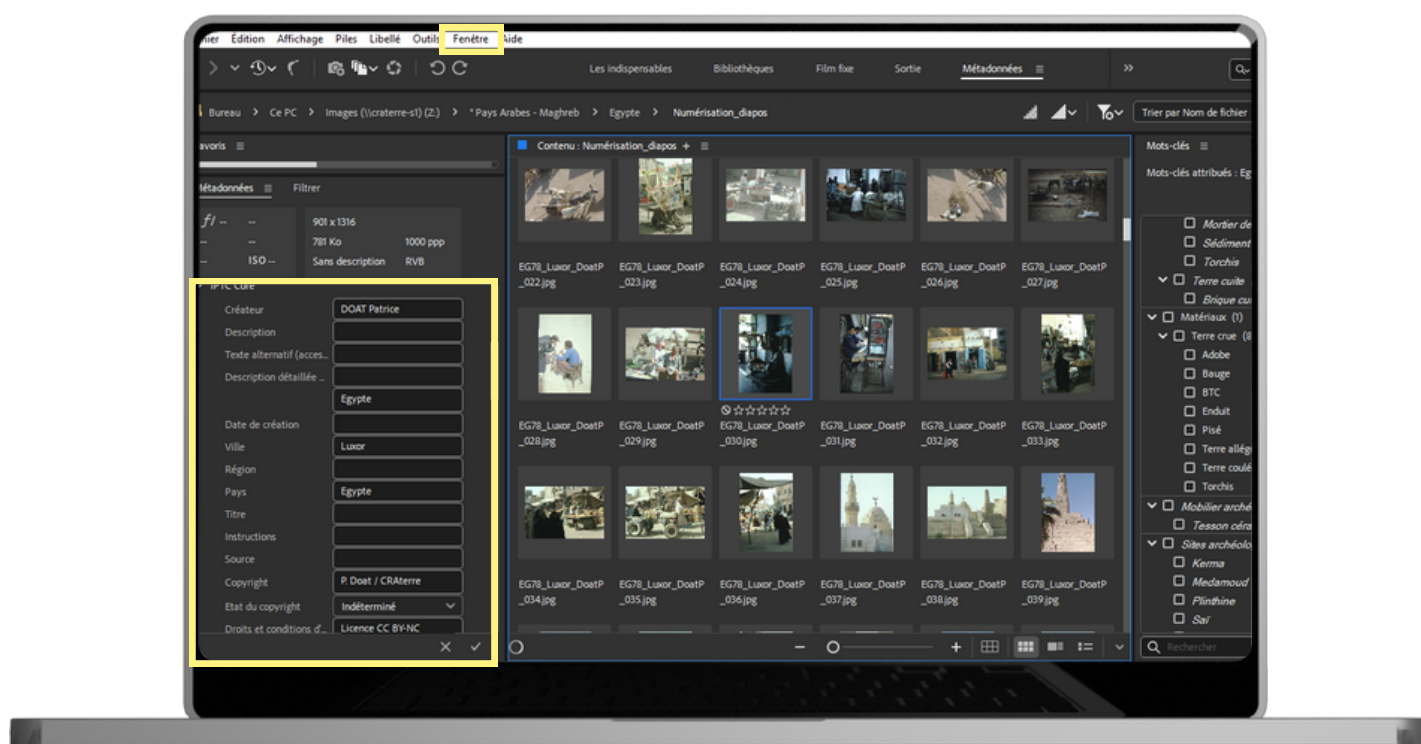 Édition Affichage Piles Libellé Outils Fenêtre Aide
Les indispensables Bibliothèques Film fixe Sortie Métadonnées
Bureau > Ce PC > Images (\\craterre-s1) (Z:) > * Pays Arabes - Maghreb > Egypte > Numérisation_diapos
Trier par Nom de fichier
avoris
Métadonnées Filtrer
f/ -- --
-- --
-- ISO --
901 x 1316
781 Ko 1000 ppp
Sans description RVB
IPTC Core
Créateur DOAT Patrice
Description
Texte alternatif (acces...
Description détaillée ...
Egypte
Date de création
Ville Luxor
Région
Pays Egypte
Titre
Instructions
Source
Copyright P. Doat / CRAterre
Etat du copyright Indéterminé
Droits et conditions d'... Licence CC BY-NC
Contenu : Numérisation_diapos
EG78_Luxor_DoatP_022.jpg
EG78_Luxor_DoatP_023.jpg
EG78_Luxor_DoatP_024.jpg
EG78_Luxor_DoatP_025.jpg
EG78_Luxor_DoatP_026.jpg
EG78_Luxor_DoatP_027.jpg
EG78_Luxor_DoatP_028.jpg
EG78_Luxor_DoatP_029.jpg
EG78_Luxor_DoatP_030.jpg
EG78_Luxor_DoatP_031.jpg
EG78_Luxor_DoatP_032.jpg
EG78_Luxor_DoatP_033.jpg
EG78_Luxor_DoatP_034.jpg
EG78_Luxor_DoatP_035.jpg
EG78_Luxor_DoatP_036.jpg
EG78_Luxor_DoatP_037.jpg
EG78_Luxor_DoatP_038.jpg
EG78_Luxor_DoatP_039.jpg
Mots-clés
Mots-clés attribués : Eg
Mortier de
Sédiment
Torchis
Terre cuite
Brique cui
Matériaux (1)
Terre crue (8
Adobe
Bauge
BTC
Enduit
Pisé
Terre allég
Terre coulé
Torchis
Mobilier arché
Tesson céra
Sites archéolo
Kerma
Medamoud
Plinthine
Saï
Rechercher